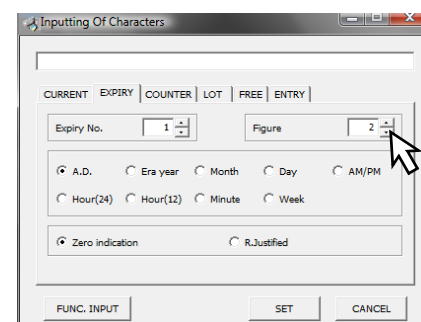 Inputting Of Characters
CURRENT EXPIRY COUNTER LOT FREE ENTRY
Expiry No. 1 Figure 2
A.D. Era year Month Day AM/PM
Hour(24) Hour(12) Minute Week
Zero indication R.Justified
FUNC. INPUT SET CANCEL